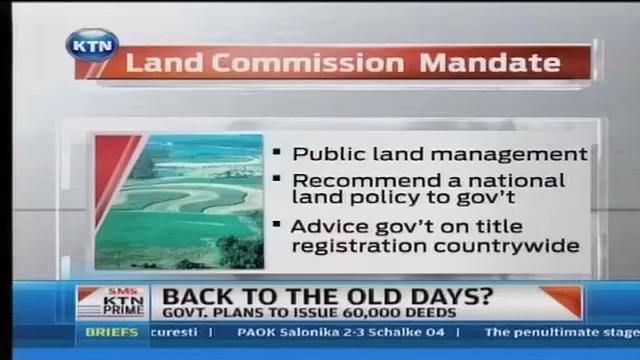 KTN
Land Commission Mandate
▪ Public land management
▪ Recommend a national
land policy to gov't
▪ Advice gov't on title
registration countrywide
SMS
KTN
PRIME
BACK TO THE OLD DAYS?
GOVT. PLANS TO ISSUE 60,000 DEEDS
BRIEFS
curesti | PAOK Salonika 2-3 Schalke 04 | The penultimate stage